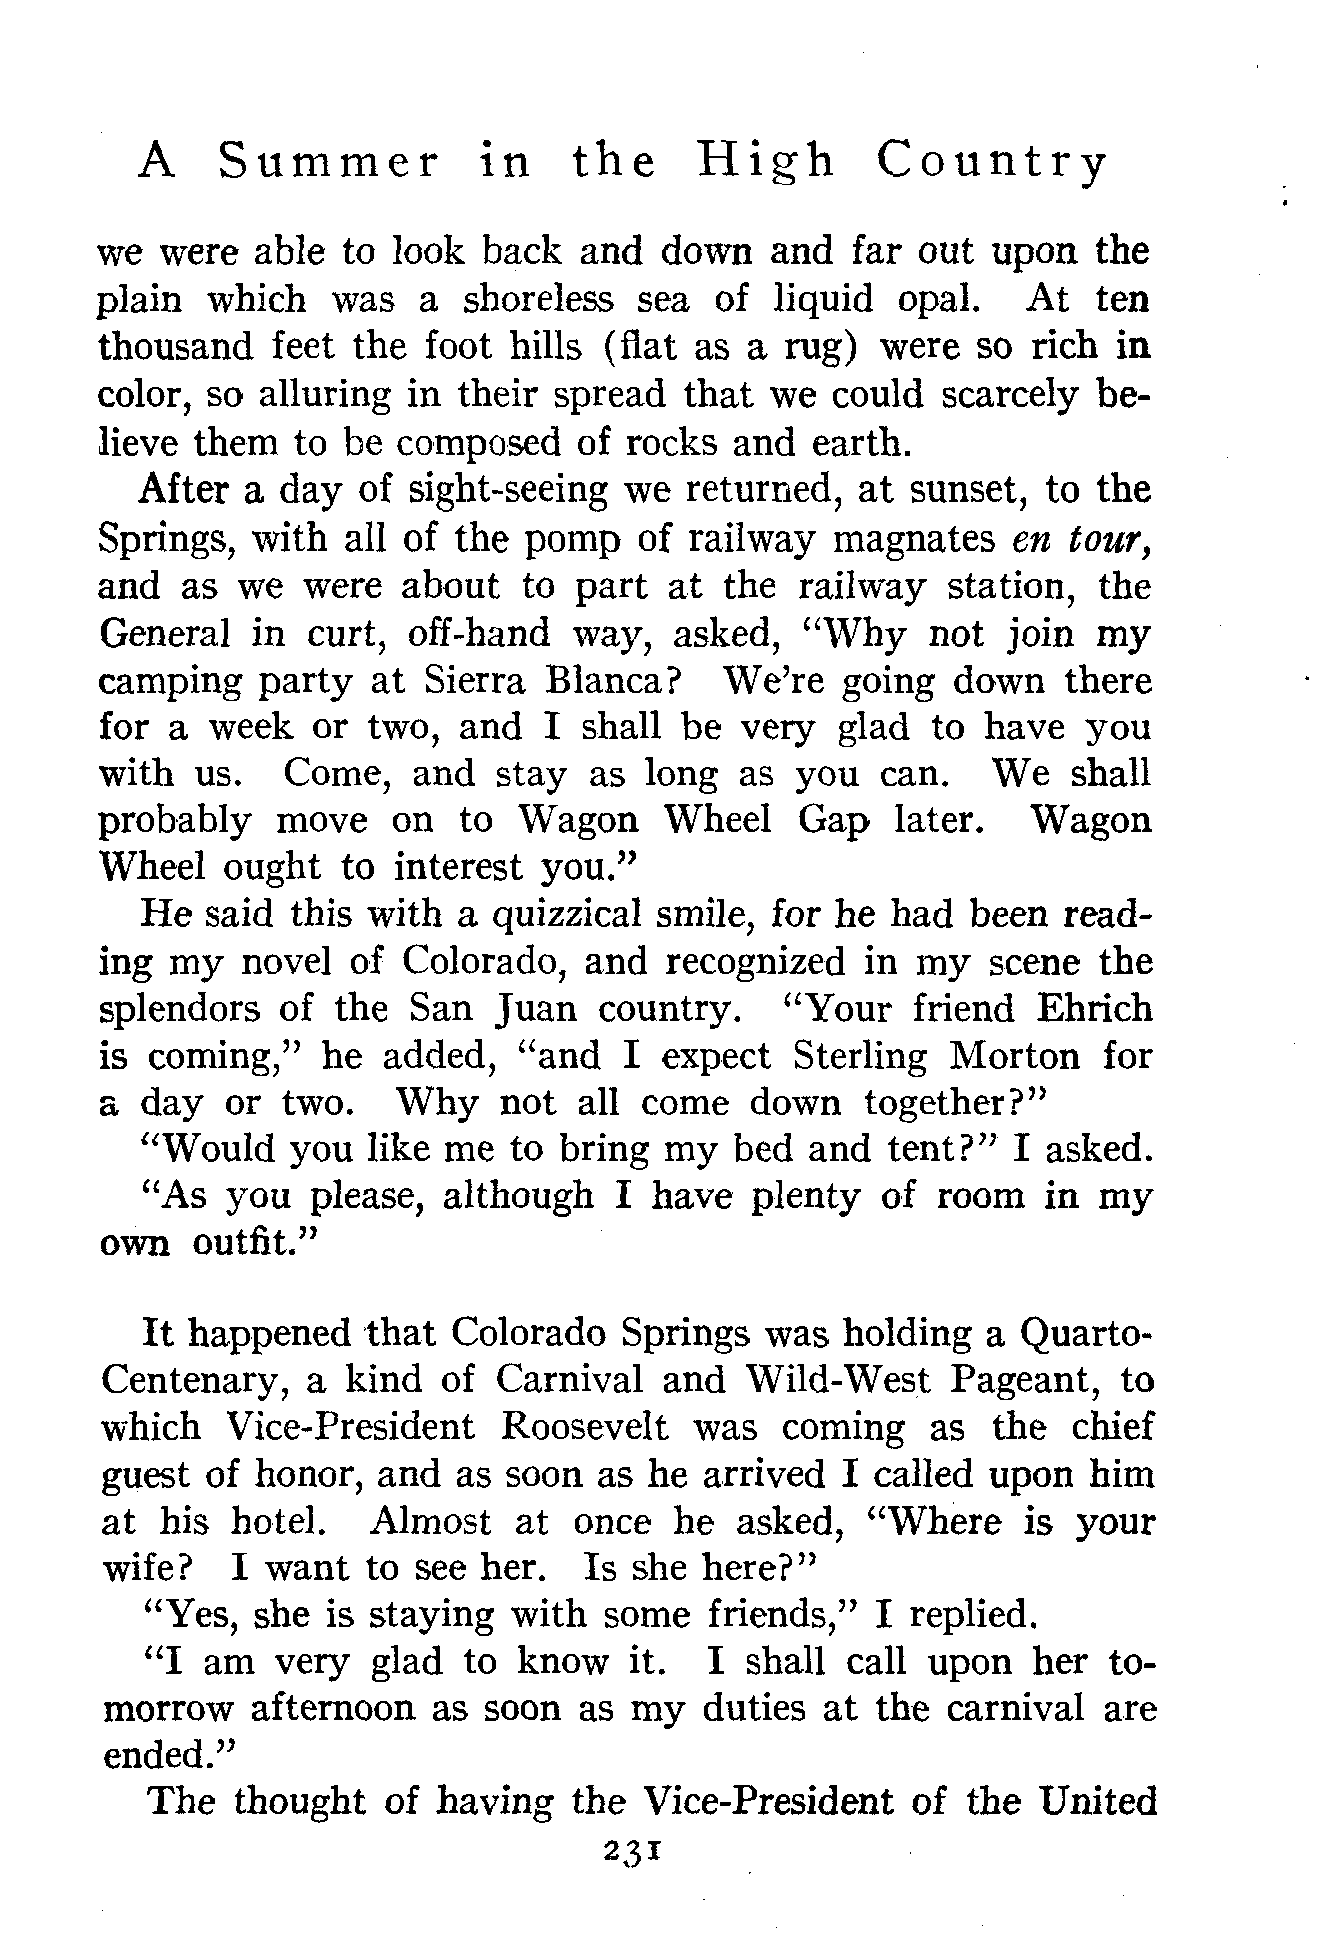 A Summer in the High Country
we were able to look back and down and far out upon the
plain which was a shoreless sea of liquid opal. At ten
thousand feet the foot hills (flat as a rug) were so rich in
color, so alluring in their spread that we could scarcely be-
lieve them to be composed of rocks and earth.
After a day of sight-seeing we returned, at sunset, to the
Springs, with all of the pomp of railway magnates en tour,
and as we were about to part at the railway station, the
General in curt, off-hand way, asked, “Why not join my
camping party at Sierra Blanca? We’re going down there
for a week or two, and I shall be very glad to have you
with us. Come, and stay as long as you can. We shall
probably move on to Wagon Wheel Gap later. Wagon
Wheel ought to interest you.”
He said this with a quizzical smile, for he had been read-
ing my novel of Colorado, and recognized in my scene the
splendors of the San Juan country. “Your friend Ehrich
is coming,” he added, “and I expect Sterling Morton for
a day or two. Why not all come down together?”
“Would you like me to bring my bed and tent?” I asked.
“As you please, although I have plenty of room in my
own outfit.”
It happened that Colorado Springs was holding a Quarto-
Centenary, a kind of Carnival and Wild-West Pageant, to
which Vice-President Roosevelt was coming as the chief
guest of honor, and as soon as he arrived I called upon him
at his hotel. Almost at once he asked, “Where is your
wife? I want to see her. Is she here?”
“Yes, she is staying with some friends,” I replied.
“I am very glad to know it. I shall call upon her to-
morrow afternoon as soon as my duties at the carnival are
ended.”
The thought of having the Vice-President of the United
231